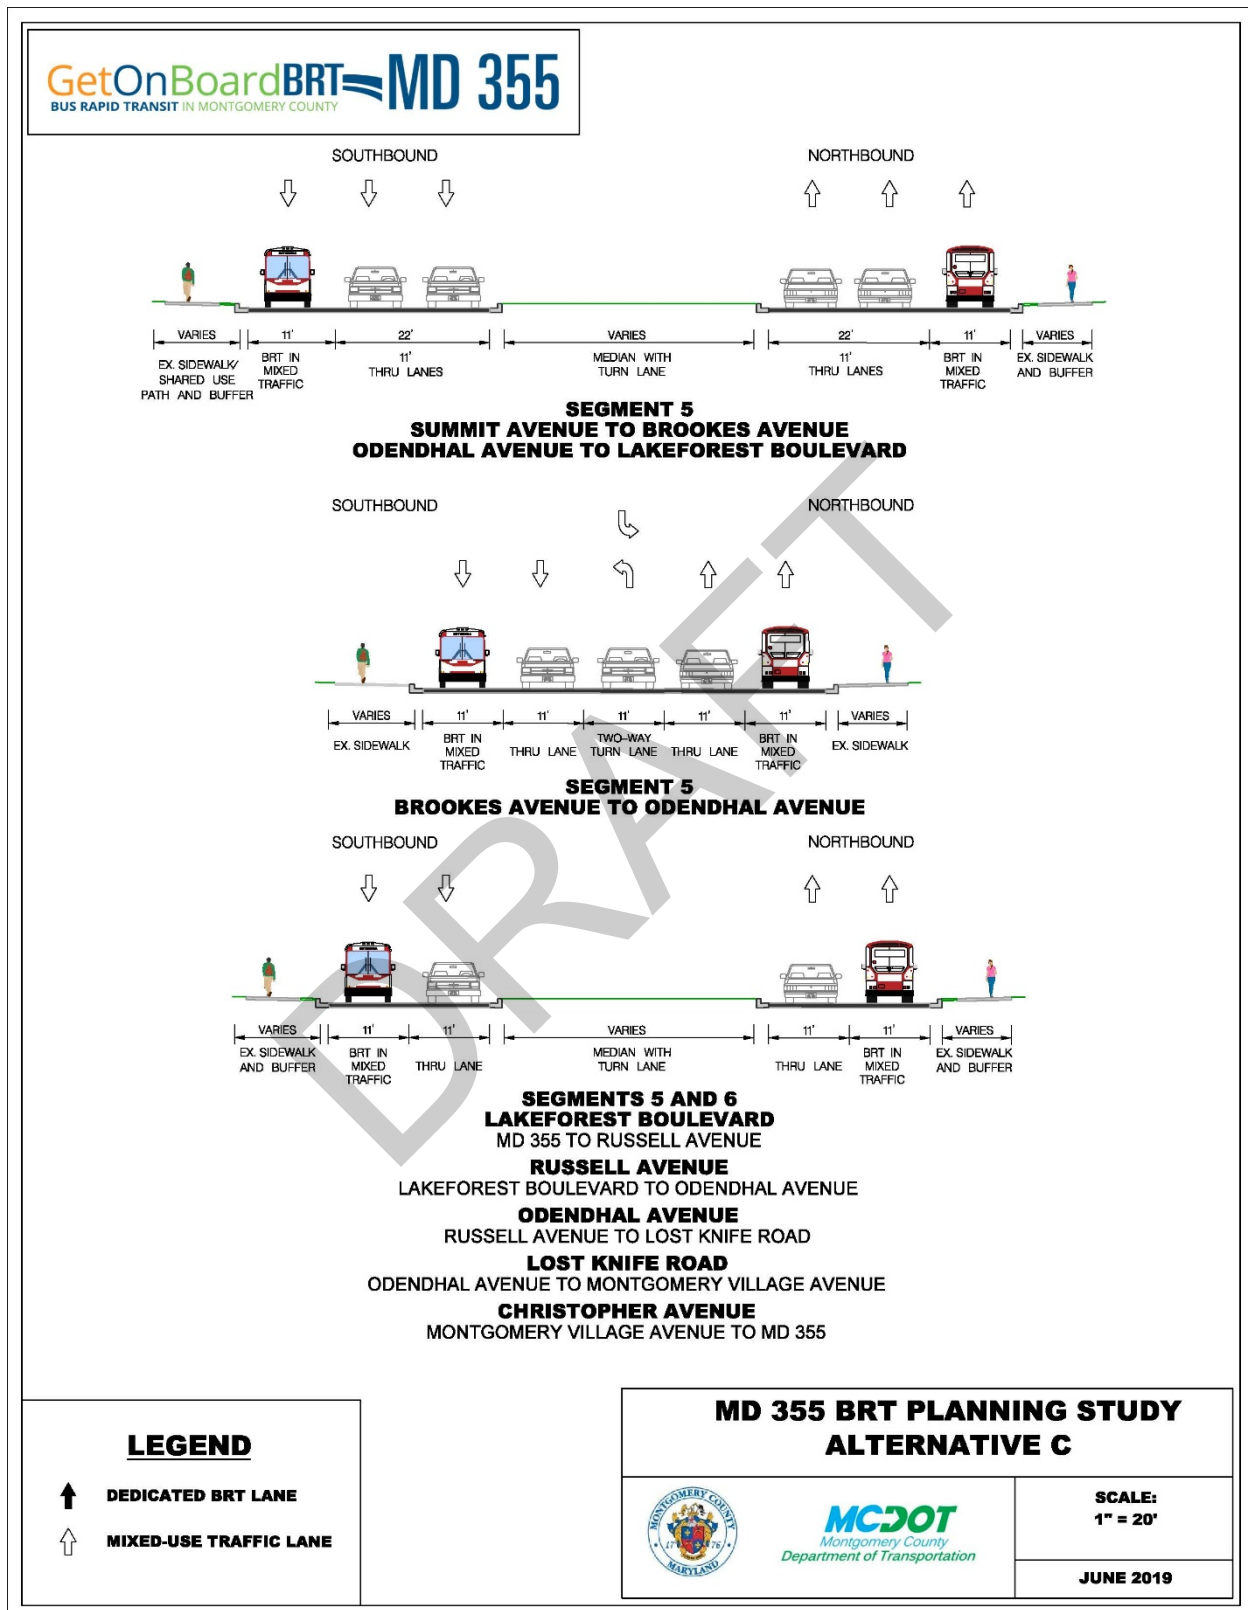 GetOnBoardBRT MD 355
BUS RAPID TRANSIT IN MONTGOMERY COUNTY
SOUTHBOUND NORTHBOUND
VARIES 11' 22' VARIES 22' 11' VARIES
EX. SIDEWALK/ SHARED USE PATH AND BUFFER
BRT IN MIXED TRAFFIC
11' THRU LANES
MEDIAN WITH TURN LANE
11' THRU LANES
BRT IN MIXED TRAFFIC
EX. SIDEWALK AND BUFFER
SEGMENT 5
SUMMIT AVENUE TO BROOKES AVENUE
ODENDHAL AVENUE TO LAKEFOREST BOULEVARD
SOUTHBOUND NORTHBOUND
VARIES 11' 11' 11' 11' 11' VARIES
EX. SIDEWALK
BRT IN MIXED TRAFFIC
THRU LANE
TWO-WAY TURN LANE
THRU LANE
BRT IN MIXED TRAFFIC
EX. SIDEWALK
SEGMENT 5
BROOKES AVENUE TO ODENDHAL AVENUE
SOUTHBOUND NORTHBOUND
VARIES 11' 11' VARIES 11' 11' VARIES
EX. SIDEWALK AND BUFFER
BRT IN MIXED TRAFFIC
THRU LANE
MEDIAN WITH TURN LANE
THRU LANE
BRT IN MIXED TRAFFIC
EX. SIDEWALK AND BUFFER
SEGMENTS 5 AND 6
LAKEFOREST BOULEVARD
MD 355 TO RUSSELL AVENUE
RUSSELL AVENUE
LAKEFOREST BOULEVARD TO ODENDHAL AVENUE
ODENDHAL AVENUE
RUSSELL AVENUE TO LOST KNIFE ROAD
LOST KNIFE ROAD
ODENDHAL AVENUE TO MONTGOMERY VILLAGE AVENUE
CHRISTOPHER AVENUE
MONTGOMERY VILLAGE AVENUE TO MD 355
DRAFT
LEGEND
DEDICATED BRT LANE
MIXED-USE TRAFFIC LANE
MD 355 BRT PLANNING STUDY
ALTERNATIVE C
MONTGOMERY COUNTY
17 76
MARYLAND
MCDOT
Montgomery County
Department of Transportation
SCALE:
1" = 20'
JUNE 2019